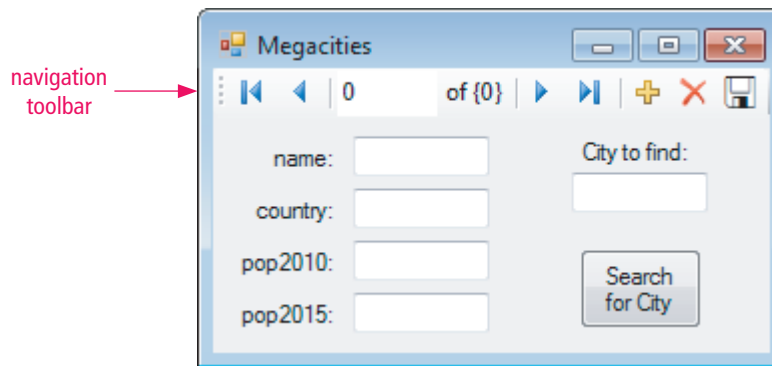 Megacities
navigation
toolbar
0 of {0}
name:
City to find:
country:
pop2010:
Search
for City
pop2015: